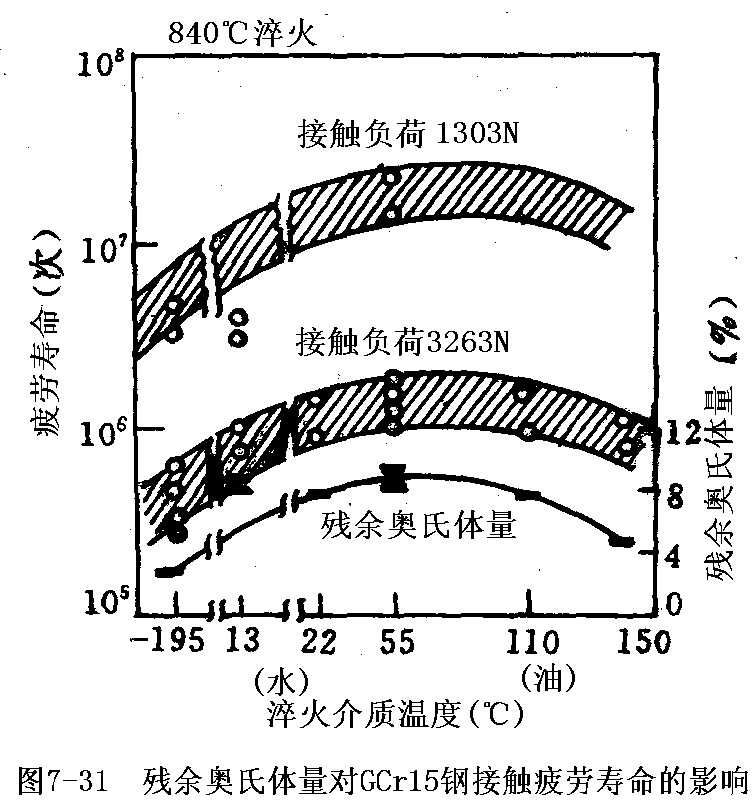 840℃淬火
10⁸
接触负荷 1303N
10⁷
疲劳寿命(次)
接触负荷3263N
10⁶
12
8
残余奥氏体量
4
残余奥氏体量 (%)
10⁵
0
-195 13 22 55 110 150
(水) (油)
淬火介质温度(℃)
图7-31 残余奥氏体量对GCr15钢接触疲劳寿命的影响